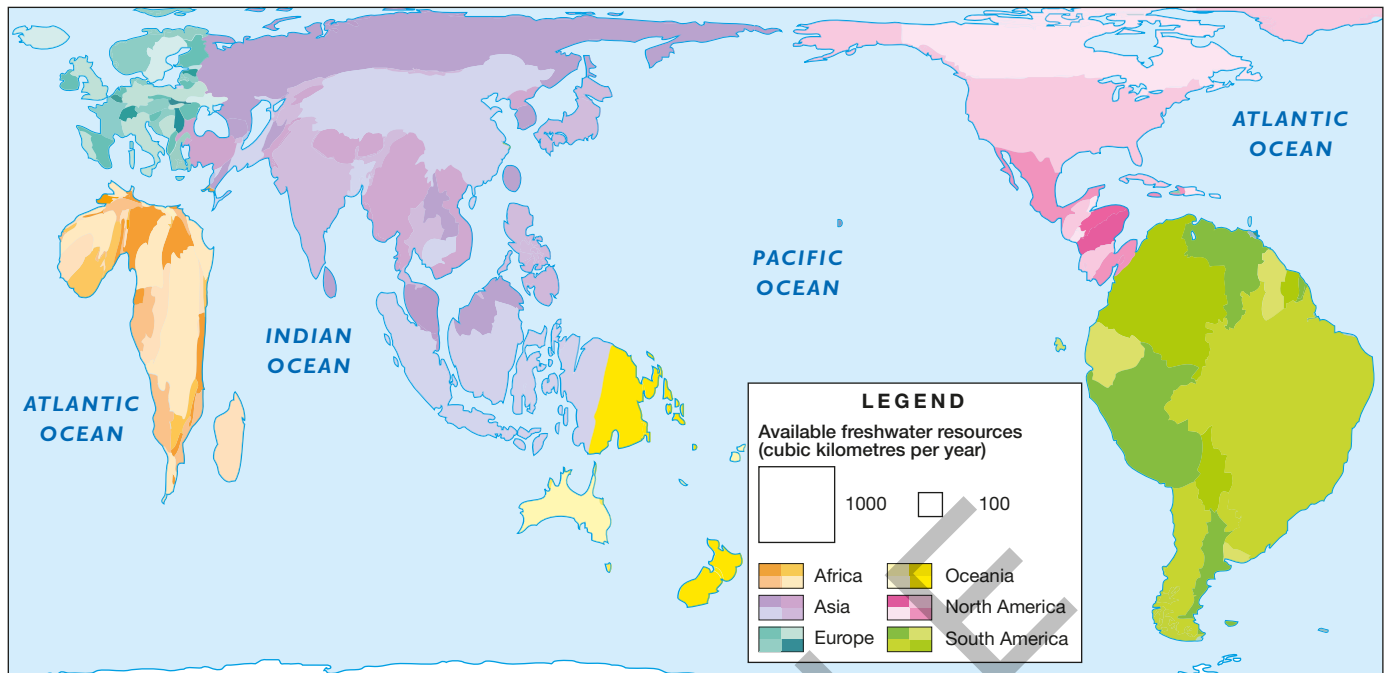 ATLANTIC
OCEAN
PACIFIC
OCEAN
INDIAN
OCEAN
ATLANTIC
OCEAN
LEGEND
Available freshwater resources
(cubic kilometres per year)
1000 100
Africa Oceania
Asia North America
Europe South America